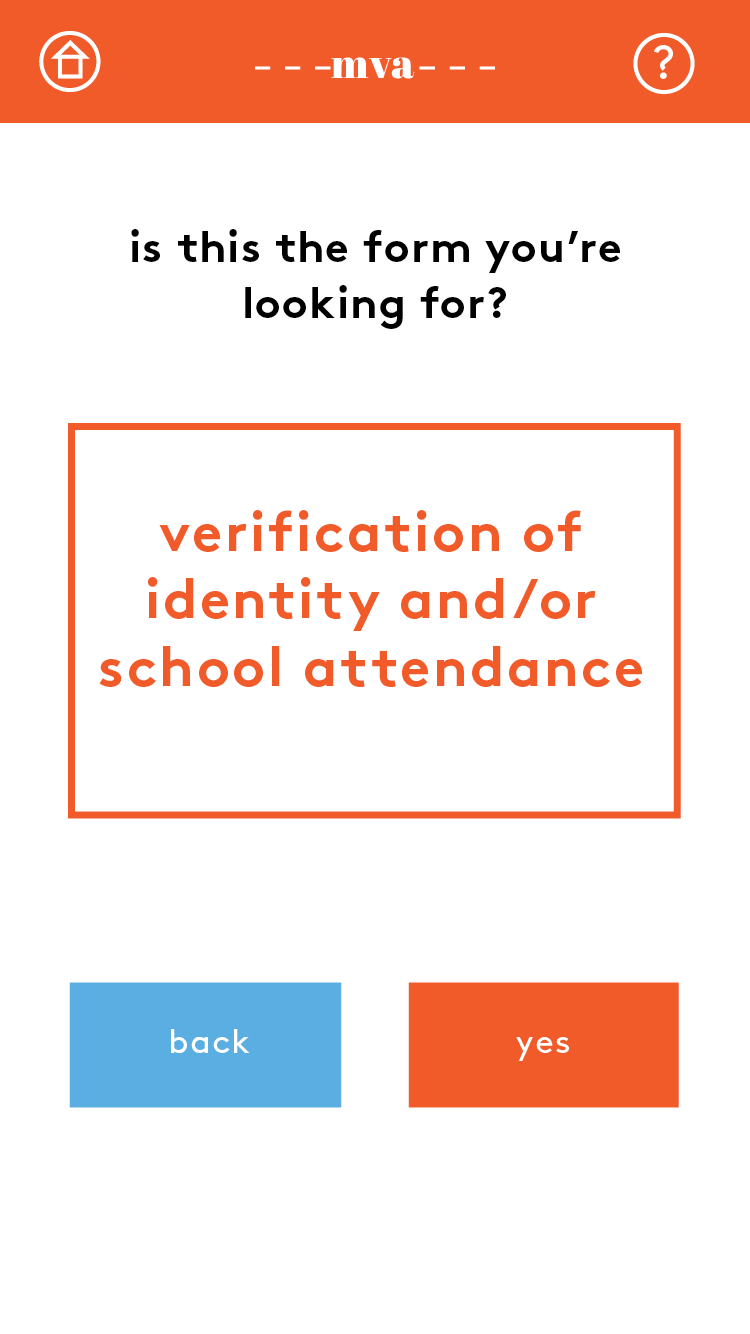 - - -mva- - -
?
is this the form you’re
looking for?
verification of
identity and/or
school attendance
back
yes